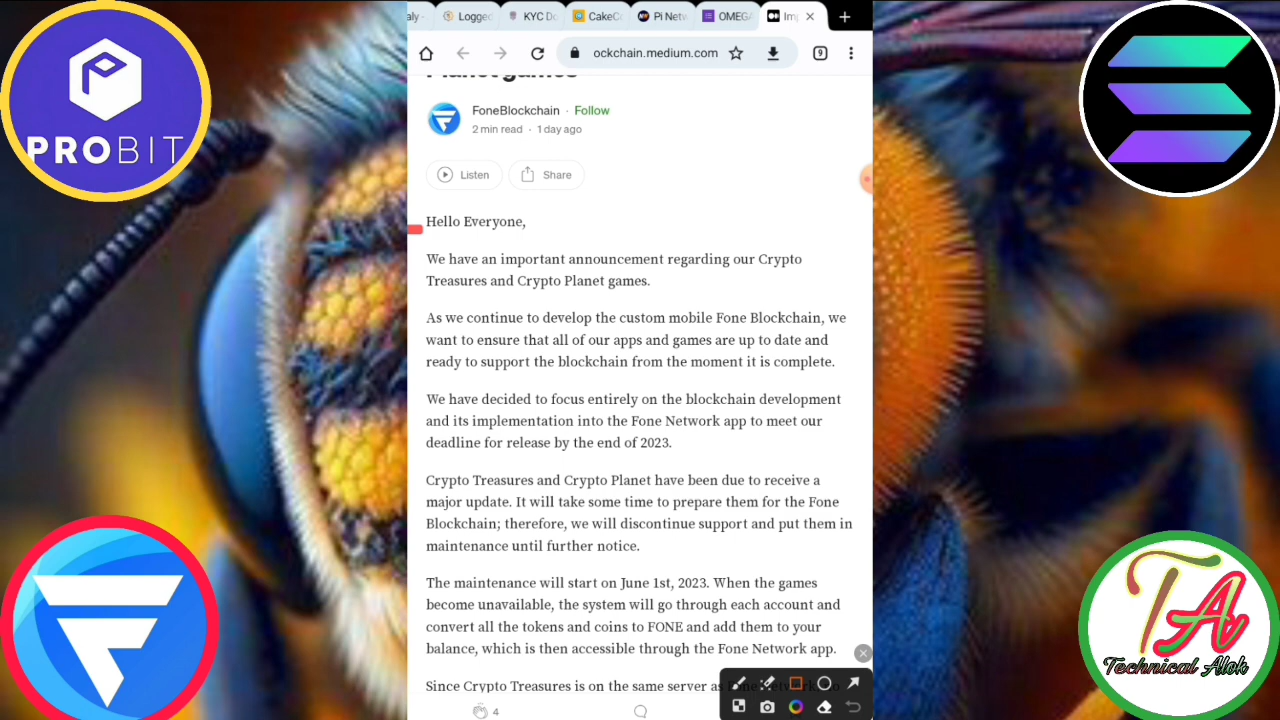 PROBIT
aly
Logged
KYC Do
CakeC
Pi Netw
OMEGA
Imp
ockchain.medium.com
9
Planet games
FoneBlockchain · Follow
2 min read · 1 day ago
Listen
Share
Hello Everyone,
We have an important announcement regarding our Crypto
Treasures and Crypto Planet games.
As we continue to develop the custom mobile Fone Blockchain, we
want to ensure that all of our apps and games are up to date and
ready to support the blockchain from the moment it is complete.
We have decided to focus entirely on the blockchain development
and its implementation into the Fone Network app to meet our
deadline for release by the end of 2023.
Crypto Treasures and Crypto Planet have been due to receive a
major update. It will take some time to prepare them for the Fone
Blockchain; therefore, we will discontinue support and put them in
maintenance until further notice.
The maintenance will start on June 1st, 2023. When the games
become unavailable, the system will go through each account and
convert all the tokens and coins to FONE and add them to your
balance, which is then accessible through the Fone Network app.
Since Crypto Treasures is on the same server as
4
TA
Technical Alok